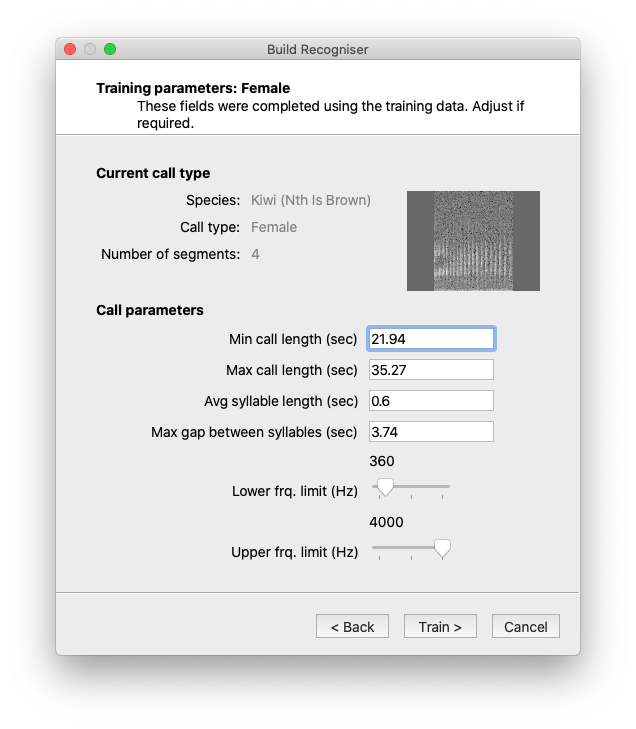 Build Recogniser
Training parameters: Female
These fields were completed using the training data. Adjust if
required.
Current call type
Species: Kiwi (Nth Is Brown)
Call type: Female
Number of segments: 4
Call parameters
Min call length (sec) 21.94
Max call length (sec) 35.27
Avg syllable length (sec) 0.6
Max gap between syllables (sec) 3.74
360
Lower frq. limit (Hz)
4000
Upper frq. limit (Hz)
< Back Train > Cancel